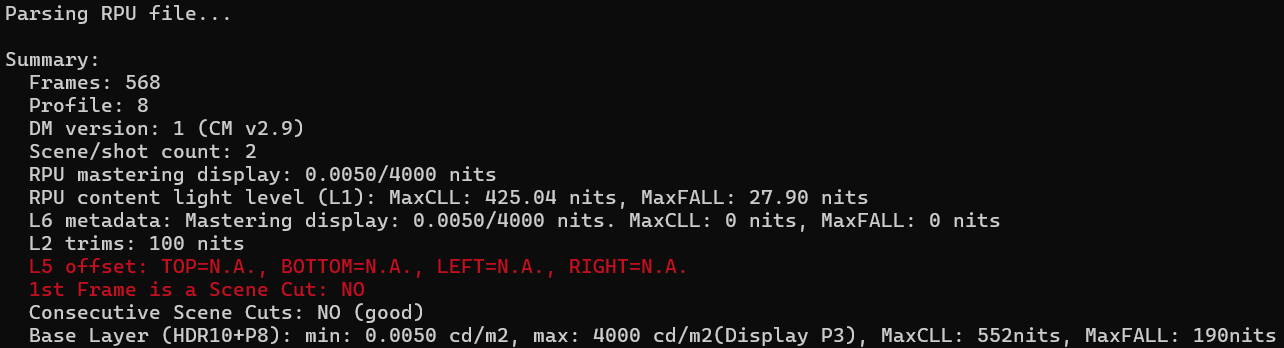 Parsing RPU file...
Summary:
Frames: 568
Profile: 8
DM version: 1 (CM v2.9)
Scene/shot count: 2
RPU mastering display: 0.0050/4000 nits
RPU content light level (L1): MaxCLL: 425.04 nits, MaxFALL: 27.90 nits
L6 metadata: Mastering display: 0.0050/4000 nits. MaxCLL: 0 nits, MaxFALL: 0 nits
L2 trims: 100 nits
L5 offset: TOP=N.A., BOTTOM=N.A., LEFT=N.A., RIGHT=N.A.
1st Frame is a Scene Cut: NO
Consecutive Scene Cuts: NO (good)
Base Layer (HDR10+P8): min: 0.0050 cd/m2, max: 4000 cd/m2(Display P3), MaxCLL: 552nits, MaxFALL: 190nits